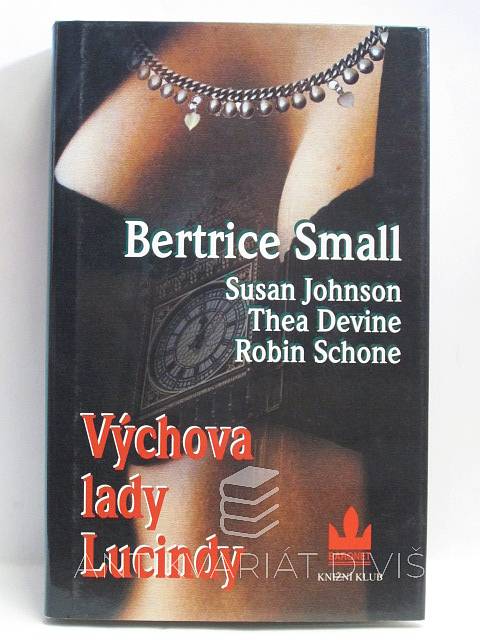 Bertrice Small
Susan Johnson
Thea Devine
Robin Schone
Výchova
lady
Lucindy
BARONET
ANTIKVARIÁT DIVIŠ
KNIŽNÍ KLUB